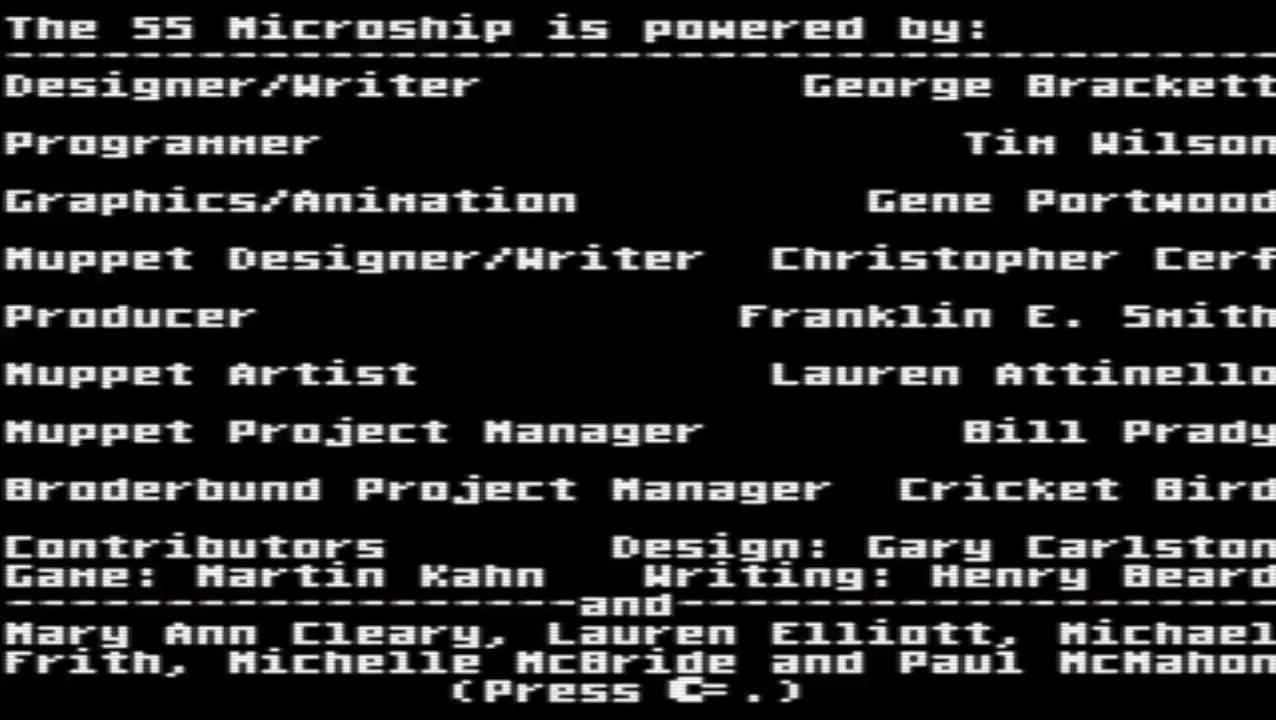 The SS Microship is powered by:
----------------------------------------
Designer/Writer George Brackett
Programmer Tim Wilson
Graphics/Animation Gene Portwood
Muppet Designer/Writer Christopher Cerf
Producer Franklin E. Smith
Muppet Artist Lauren Attinello
Muppet Project Manager Bill Prady
Broderbund Project Manager Cricket Bird
Contributors Design: Gary Carlston
Game: Martin Kahn Writing: Henry Beard
------------------and-------------------
Mary Ann Cleary, Lauren Elliott, Michael
Frith, Michelle McBride and Paul McMahon
(Press C= .)